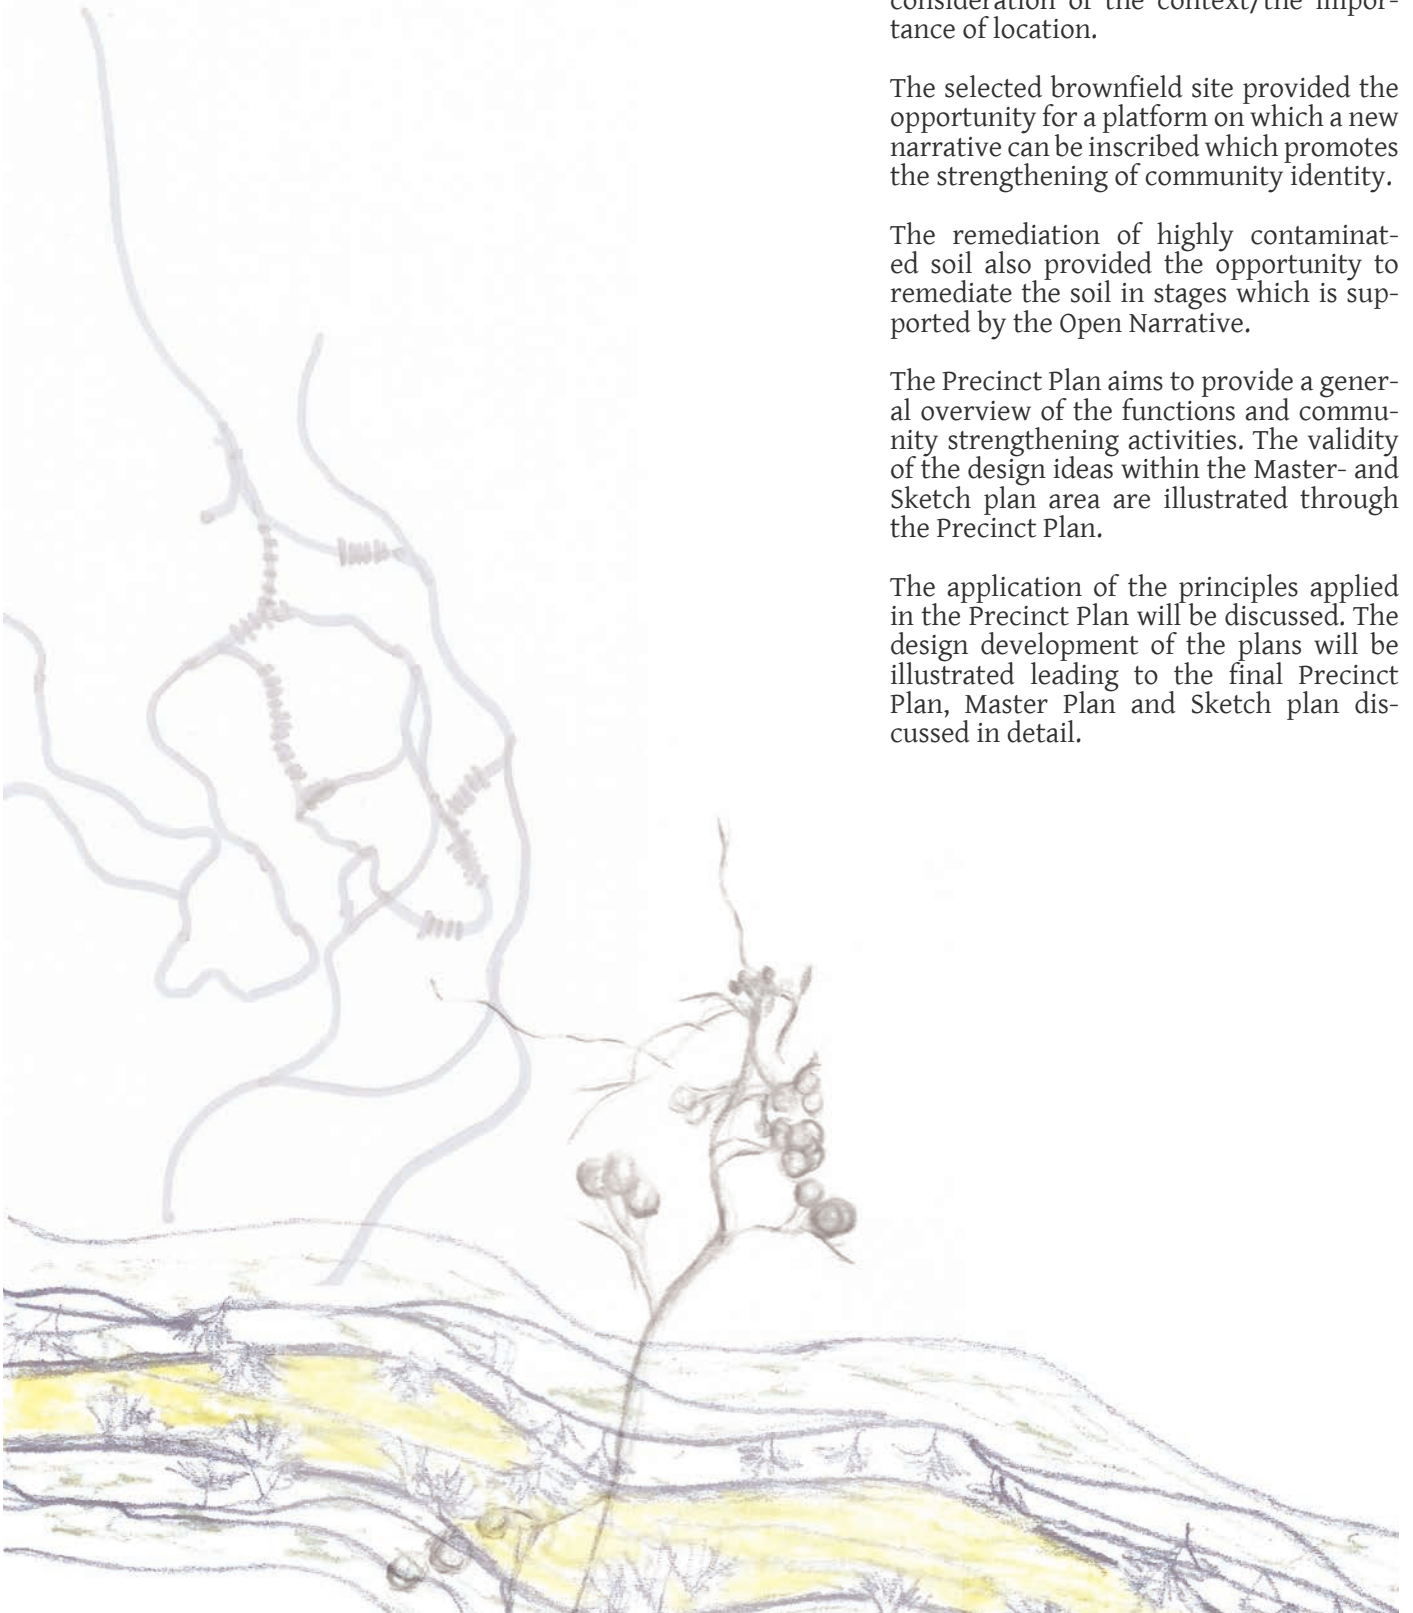 consideration of the context/the impor-
tance of location.
The selected brownfield site provided the
opportunity for a platform on which a new
narrative can be inscribed which promotes
the strengthening of community identity.
The remediation of highly contaminat-
ed soil also provided the opportunity to
remediate the soil in stages which is sup-
ported by the Open Narrative.
The Precinct Plan aims to provide a gener-
al overview of the functions and commu-
nity strengthening activities. The validity
of the design ideas within the Master- and
Sketch plan area are illustrated through
the Precinct Plan.
The application of the principles applied
in the Precinct Plan will be discussed. The
design development of the plans will be
illustrated leading to the final Precinct
Plan, Master Plan and Sketch plan dis-
cussed in detail.